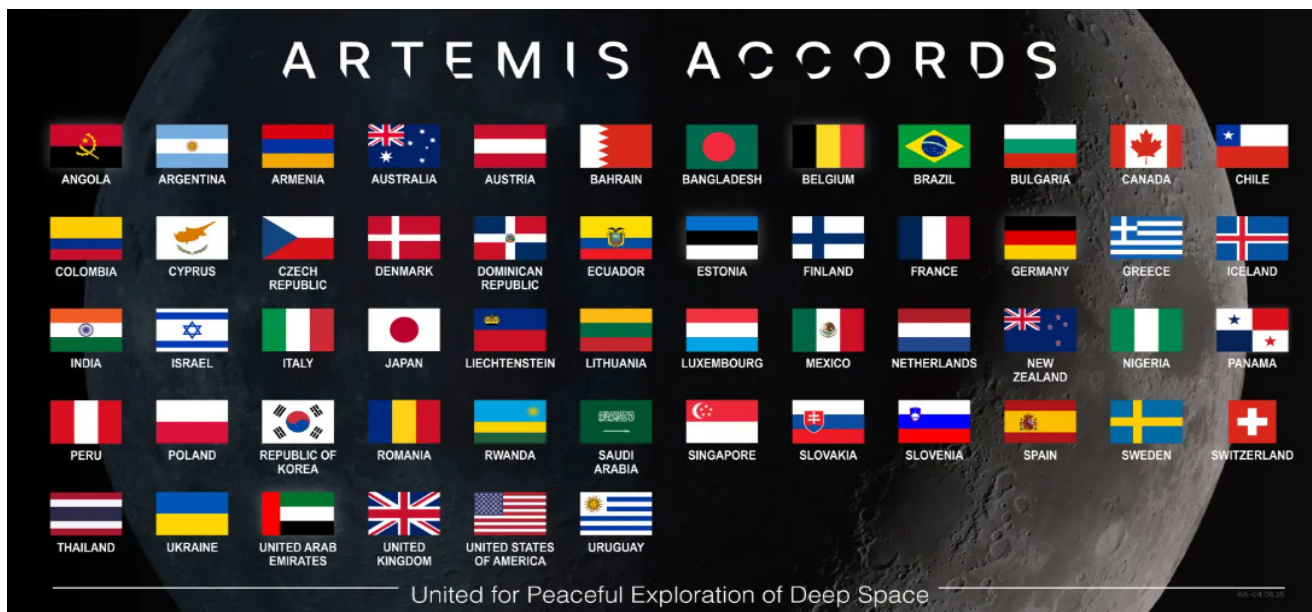 ARTEMIS ACCORDS
ANGOLA ARGENTINA ARMENIA AUSTRALIA AUSTRIA BAHRAIN BANGLADESH BELGIUM BRAZIL BULGARIA CANADA CHILE
COLOMBIA CYPRUS CZECH REPUBLIC DENMARK DOMINICAN REPUBLIC ECUADOR ESTONIA FINLAND FRANCE GERMANY GREECE ICELAND
INDIA ISRAEL ITALY JAPAN LIECHTENSTEIN LITHUANIA LUXEMBOURG MEXICO NETHERLANDS NEW ZEALAND NIGERIA PANAMA
PERU POLAND REPUBLIC OF KOREA ROMANIA RWANDA SAUDI ARABIA SINGAPORE SLOVAKIA SLOVENIA SPAIN SWEDEN SWITZERLAND
THAILAND UKRAINE UNITED ARAB EMIRATES UNITED KINGDOM UNITED STATES OF AMERICA URUGUAY
United for Peaceful Exploration of Deep Space